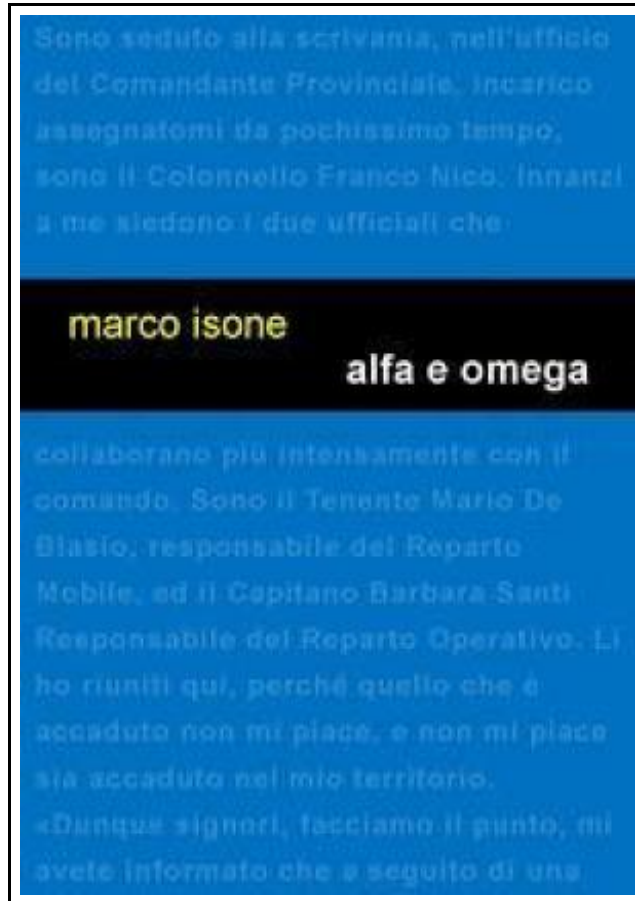 Sono seduto alla scrivania, nell'ufficio
del Comandante Provinciale, incarico
assegnatomi da pochissimo tempo,
sono il Colonnello Franco Nico. Innanzi
a me siedono i due ufficiali che
marco isone
alfa e omega
collaborano più intensamente con il
comando. Sono il Tenente Mario De
Blasio, responsabile del Reparto
Mobile, ed il Capitano Barbara Santi
Responsabile del Reparto Operativo. Li
ho riuniti qui, perché quello che è
accaduto non mi piace, e non mi piace
sia accaduto nel mio territorio.
«Dunque signori, facciamo il punto, mi
avete informato che a seguito di una